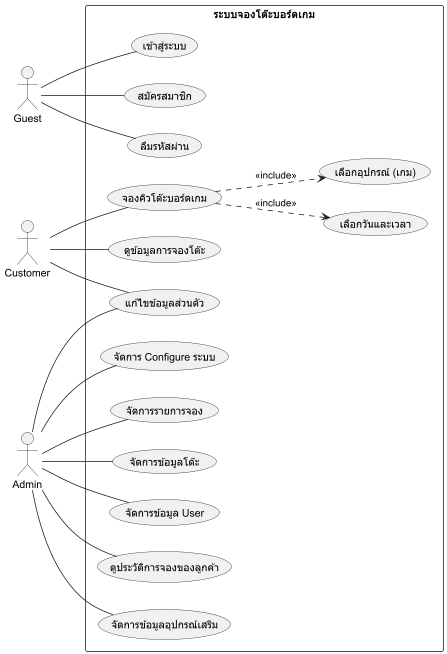 ระบบจองโต๊ะบอร์ดเกม
เข้าสู่ระบบ
สมัครสมาชิก
Guest
ลืมรหัสผ่าน
«include»
เลือกอุปกรณ์ (เกม)
จองคิวโต๊ะบอร์ดเกม
«include»
เลือกวันและเวลา
ดูข้อมูลการจองโต๊ะ
Customer
แก้ไขข้อมูลส่วนตัว
จัดการ Configure ระบบ
จัดการรายการจอง
จัดการข้อมูลโต๊ะ
Admin
จัดการข้อมูล User
ดูประวัติการจองของลูกค้า
จัดการข้อมูลอุปกรณ์เสริม